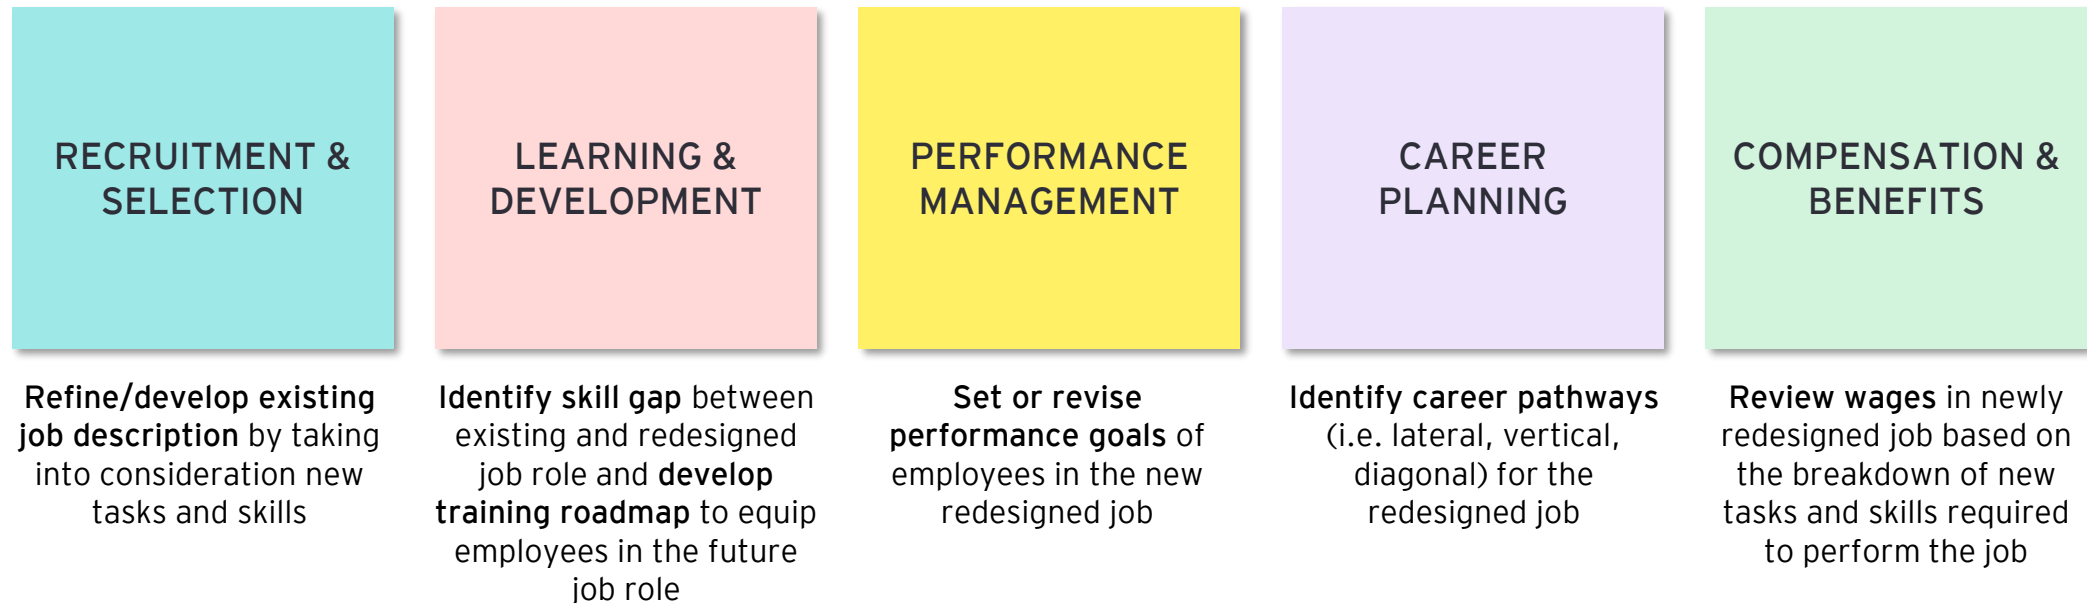 RECRUITMENT &
SELECTION
Refine/develop existing
job description by taking
into consideration new
tasks and skills
LEARNING &
DEVELOPMENT
Identify skill gap between
existing and redesigned
job role and develop
training roadmap to equip
employees in the future
job role
PERFORMANCE
MANAGEMENT
Set or revise
performance goals of
employees in the new
redesigned job
CAREER
PLANNING
Identify career pathways
(i.e. lateral, vertical,
diagonal) for the
redesigned job
COMPENSATION &
BENEFITS
Review wages in newly
redesigned job based on
the breakdown of new
tasks and skills required
to perform the job